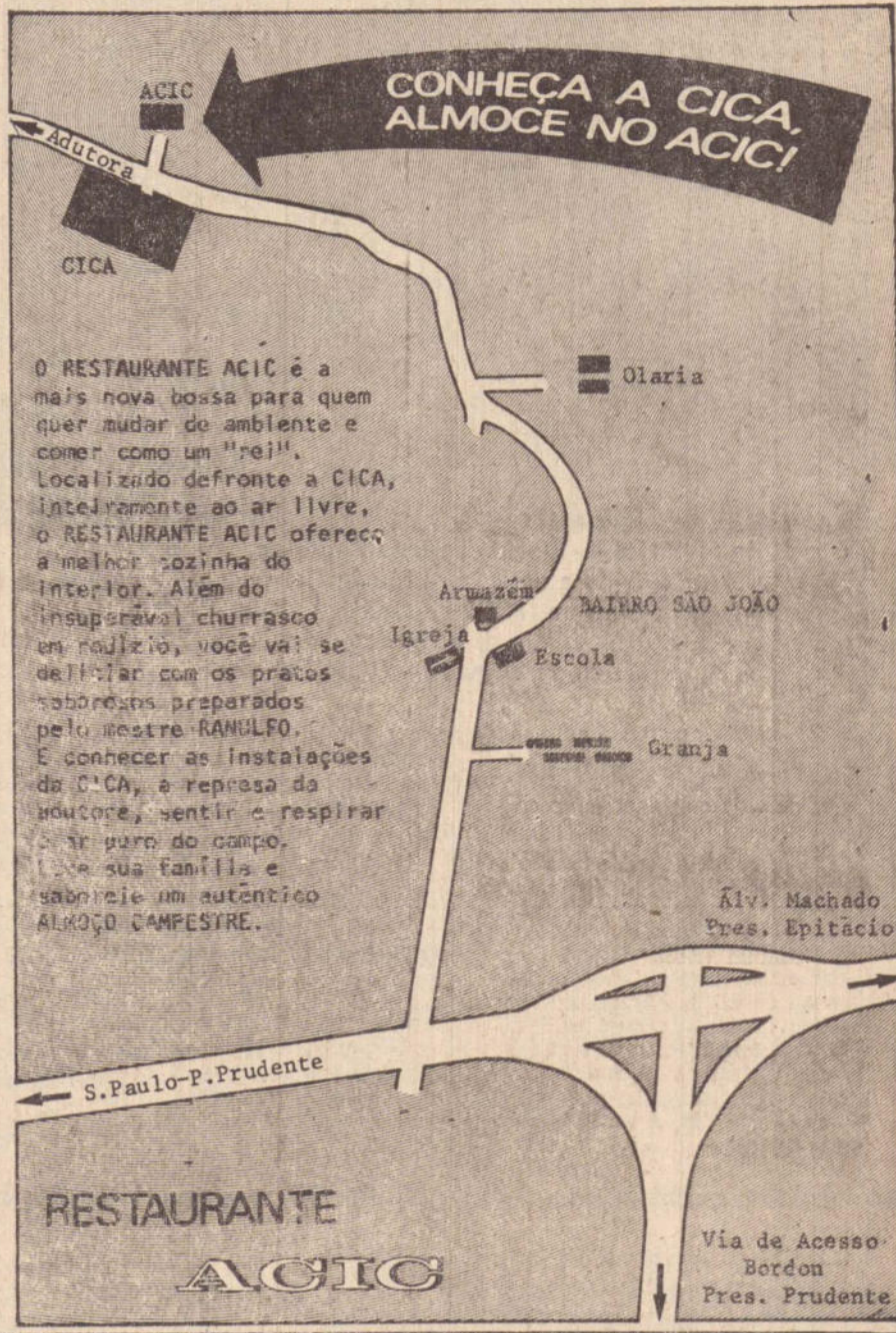 CONHEÇA A CICA,
ALMOCE NO ACIC!
ACIC
Adutora
CICA
O RESTAURANTE ACIC é a
mais nova bossa para quem
quer mudar de ambiente e
comer como um "rei".
Localizado defronte a CICA,
inteiramente ao ar livre,
o RESTAURANTE ACIC oferece
a melhor cozinha do
interior. Além do
insuperável churrasco
em rodízio, você vai se
deliciar com os pratos
saborosos preparados
pelo mestre RANULFO.
E conhecer as instalações
da CICA, a represa da
adutora, sentir e respirar
o ar puro do campo.
Leve sua família e
saboreie um autêntico
ALMOÇO CAMPESTRE.
Olaria
Armazém
BAIRRO SÃO JOÃO
Igreja
Escola
Granja
Álv. Machado
Pres. Epitácio
S.Paulo-P.Prudente
RESTAURANTE
ACIC
Via de Acesso
Bordon
Pres. Prudente